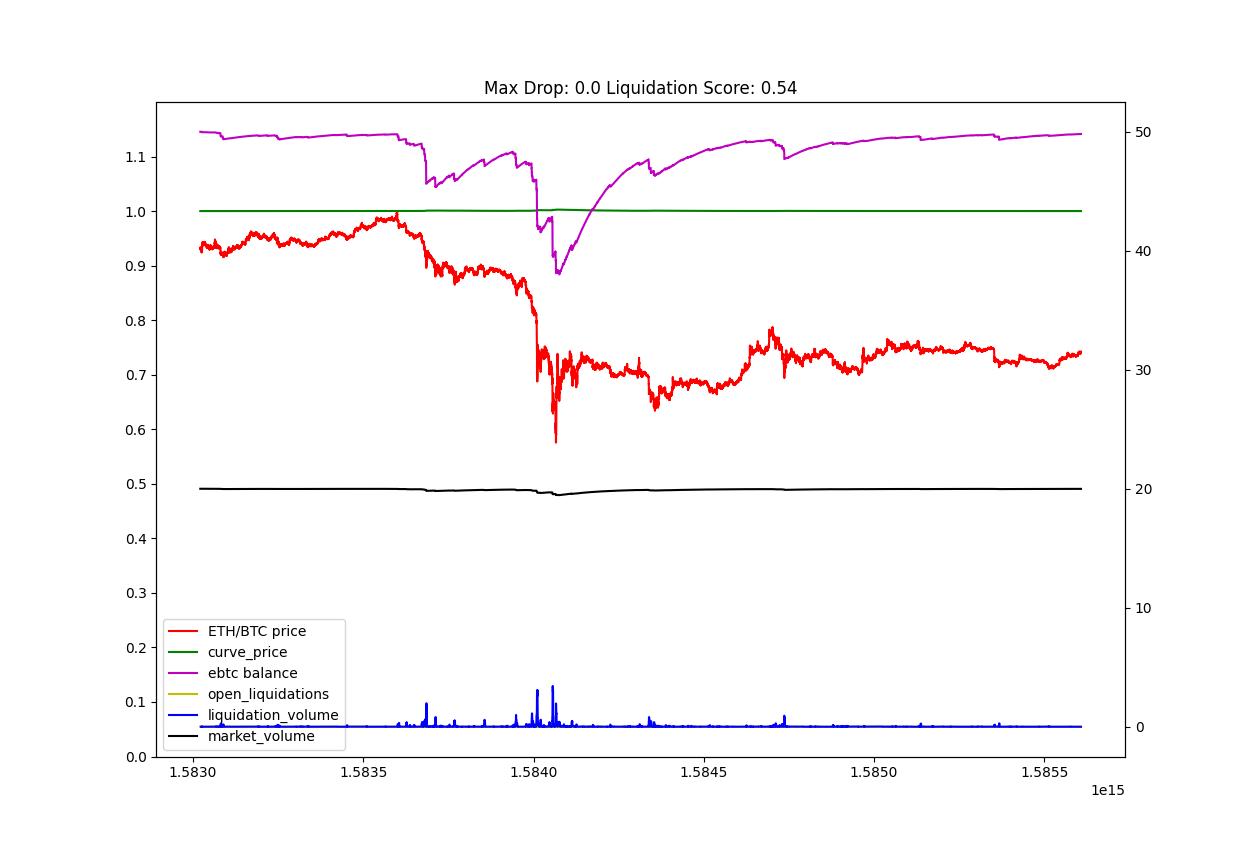 Max Drop: 0.0 Liquidation Score: 0.54
1.1
1.0
0.9
0.8
0.7
0.6
0.5
0.4
0.3
0.2
0.1
0.0
50
40
30
20
10
0
ETH/BTC price
curve_price
ebtc balance
open_liquidations
liquidation_volume
market_volume
1.5830 1.5835 1.5840 1.5845 1.5850 1.5855
1e15